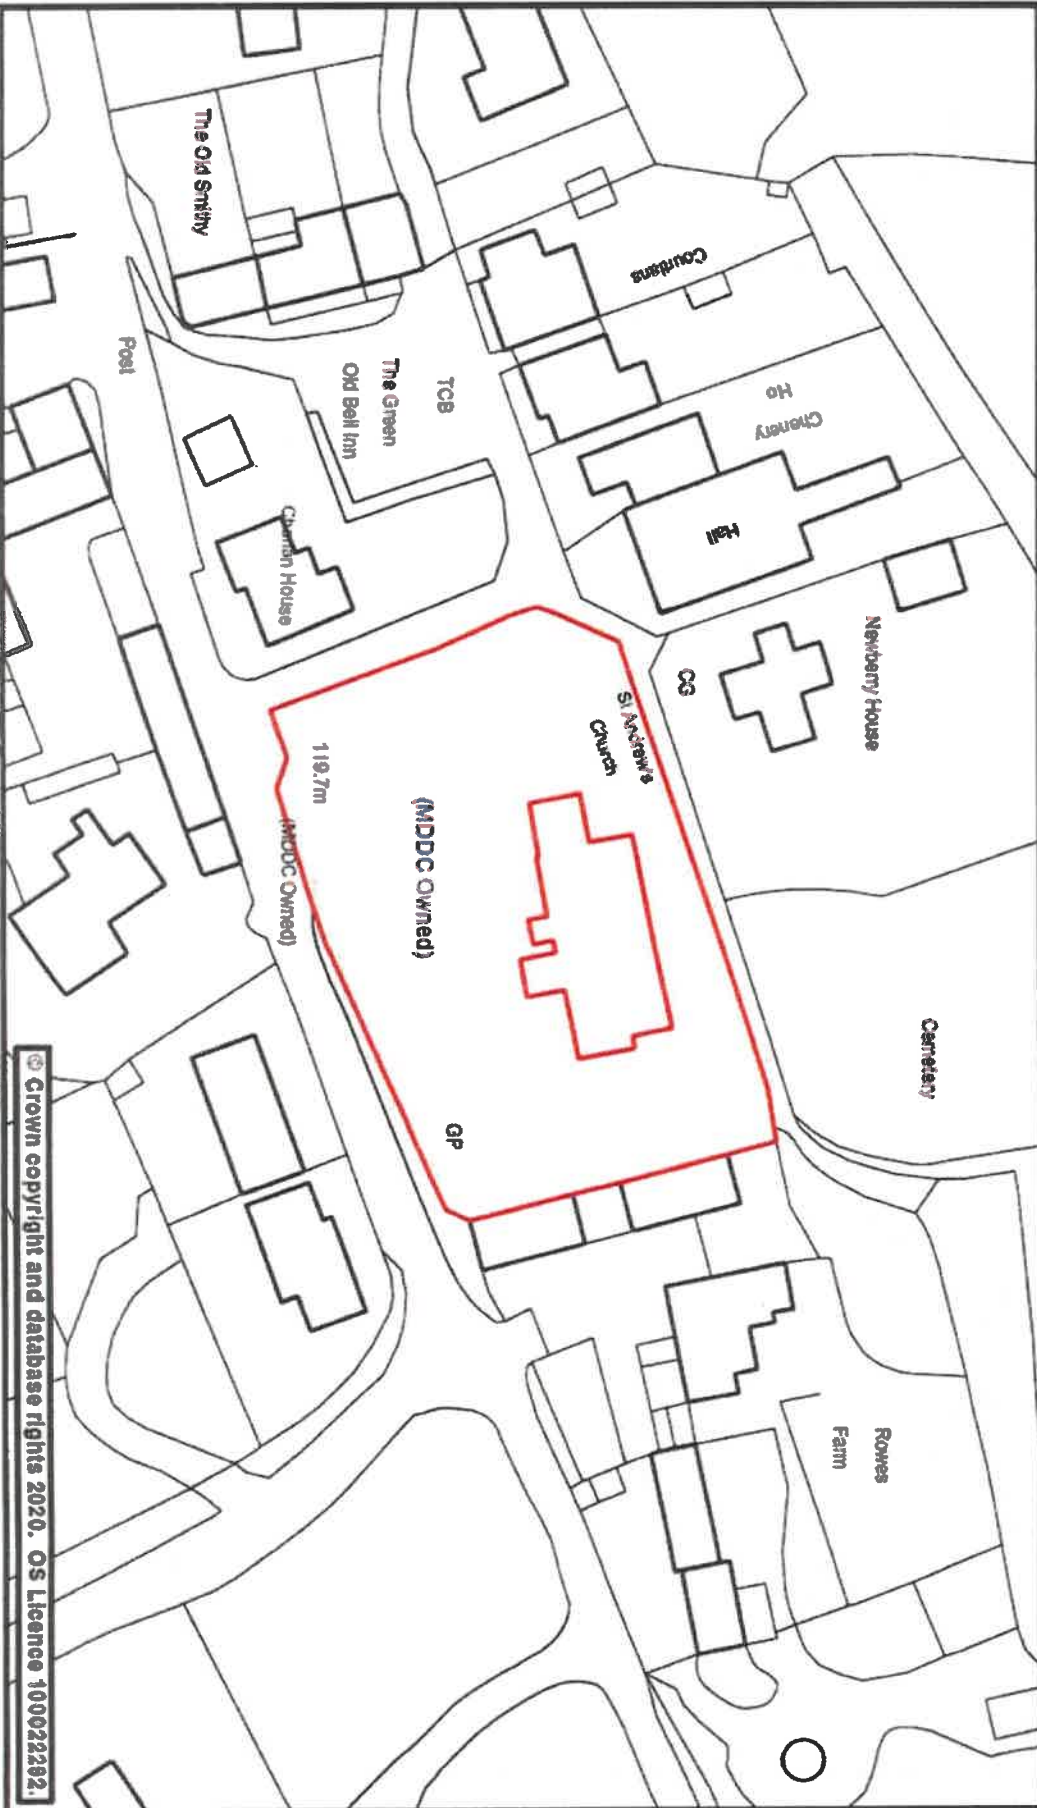 Cemetery
Newberry House
Rowes
Farm
Chenery
Ho
Hall
Courtlans
CG
St Andrew's
Church
GP
(MDDC Owned)
TCB
The Green
Old Bell Inn
119.7m
(MDDC Owned)
House
The Old Smithy
Post
© Crown copyright and database rights 2020. OS Licence 100022292.